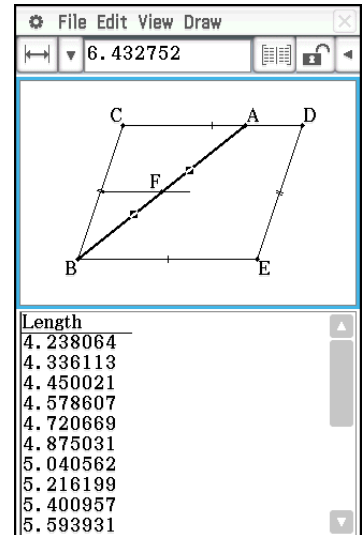 File Edit View Draw
6.432752
C A D
F
B E
Length
4.238064
4.336113
4.450021
4.578607
4.720669
4.875031
5.040562
5.216199
5.400957
5.593931